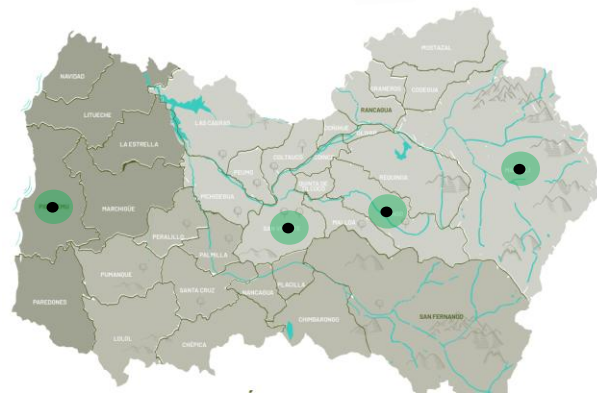 MOSTAZAL
NAVIDAD
GRANEROS
CODEGUA
LITUECHE
RANCAGUA
LAS CABRAS
LA ESTRELLA
COLTAUCO
PEUMO
REQUINOA
PICHIDEGUA
MARCHIGÜE
MALLOA
PERALILLO
PALMILLA
PUMANQUE
PLACILLA
SANTA CRUZ
NANCAGUA
PAREDONES
CHIMBARONGO
SAN FERNANDO
LOLOL
CHÉPICA